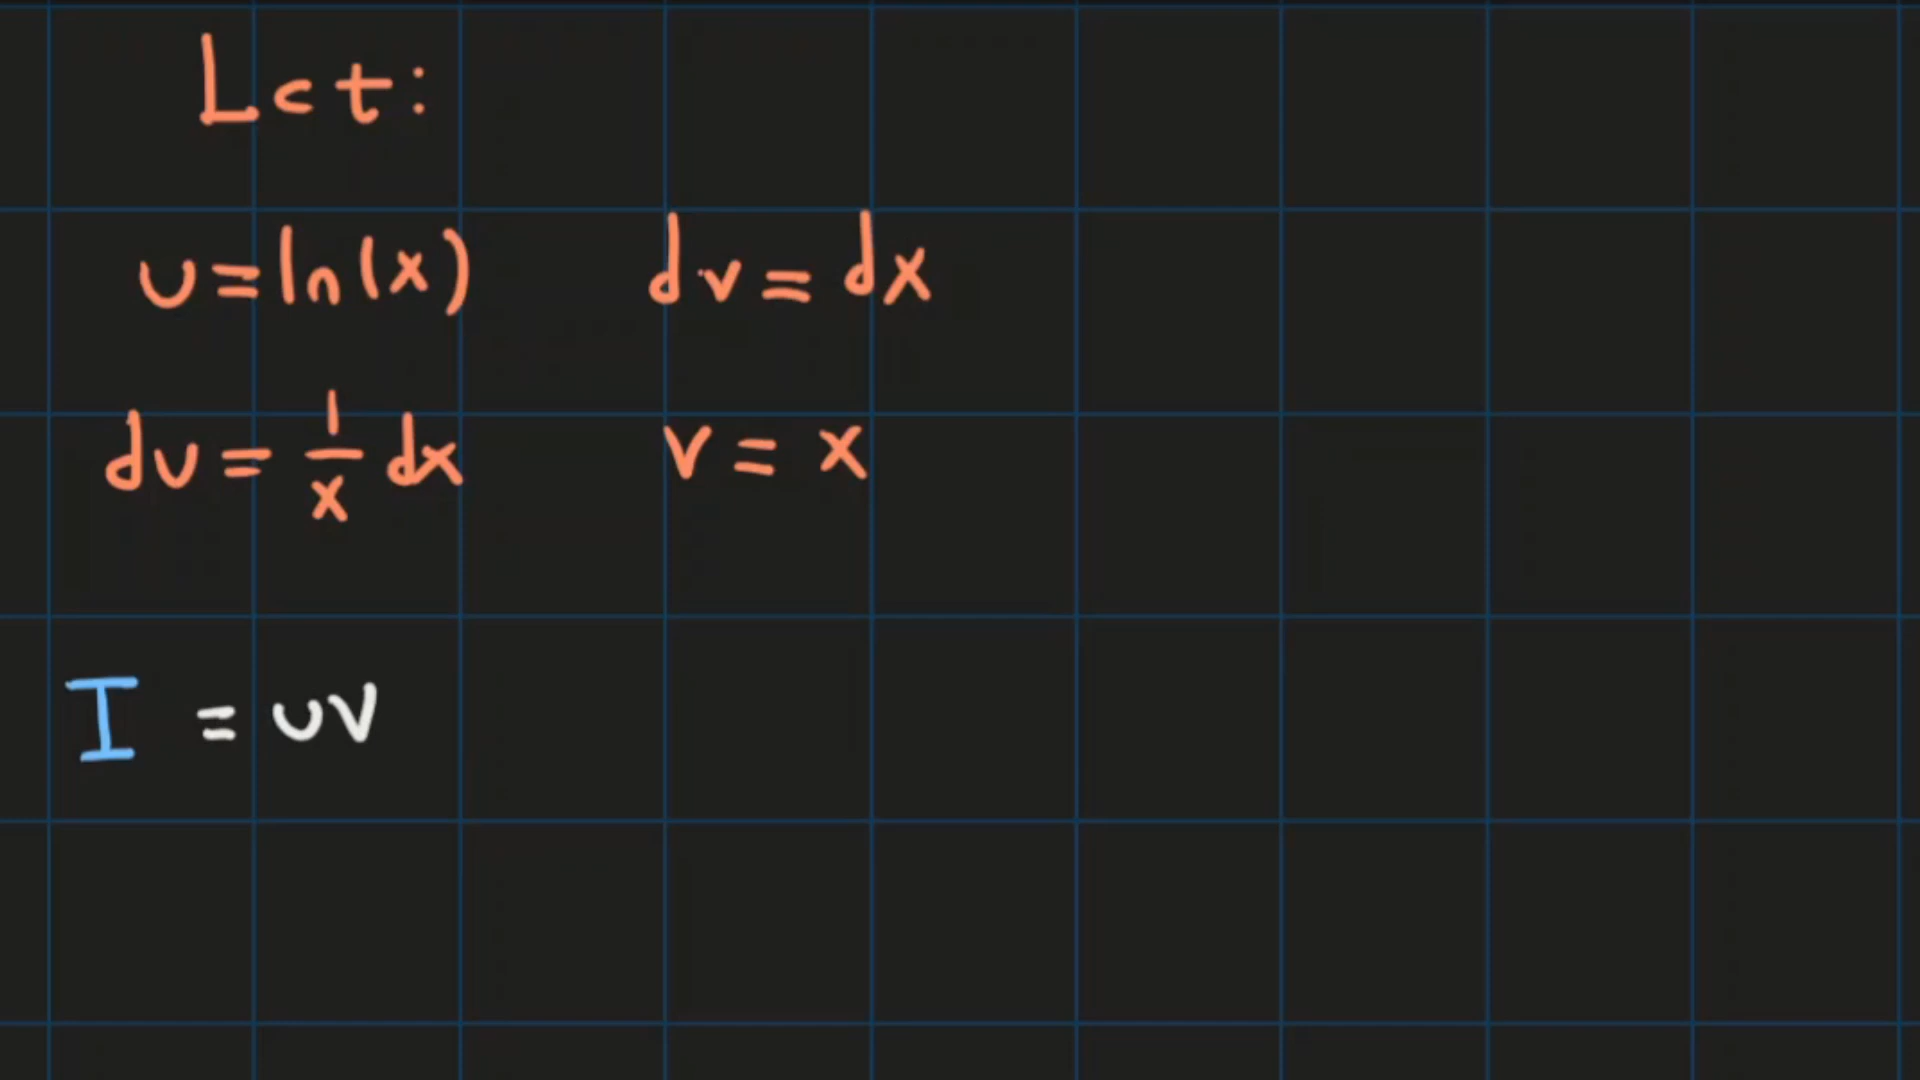 Let:
u = ln(x) dv = dx
du = 1/x dx v = x
I = uv